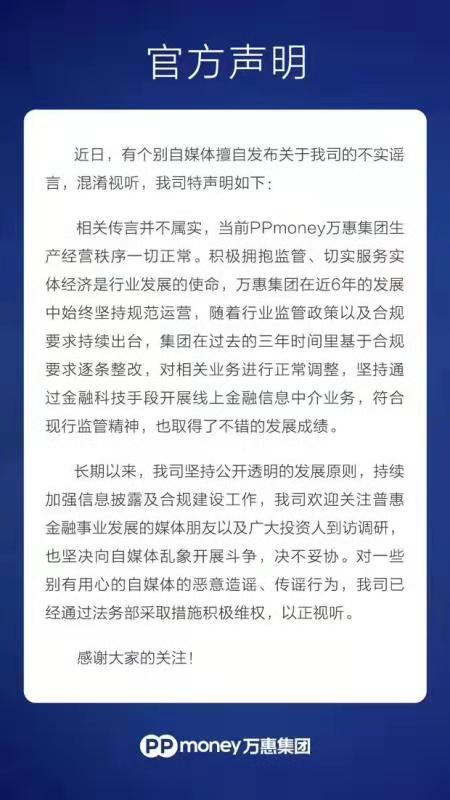 官方声明
近日，有个别自媒体擅自发布关于我司的不实谣
言，混淆视听，我司特声明如下：
相关传言并不属实，当前PPmoney万惠集团生
产经营秩序一切正常。积极拥抱监管、切实服务实
体经济是行业发展的使命，万惠集团在近6年的发展
中始终坚持规范运营，随着行业监管政策以及合规
要求持续出台，集团在过去的三年时间里基于合规
要求逐条整改，对相关业务进行正常调整，坚持通
过金融科技手段开展线上金融信息中介业务，符合
现行监管精神，也取得了不错的发展成绩。
长期以来，我司坚持公开透明的发展原则，持续
加强信息披露及合规建设工作，我司欢迎关注普惠
金融事业发展的媒体朋友以及广大投资人到访调研，
也坚决向自媒体乱象开展斗争，决不妥协。对一些
别有用心的自媒体的恶意造谣、传谣行为，我司已
经通过法务部采取措施积极维权，以正视听。
感谢大家的关注！
PPmoney万惠集团